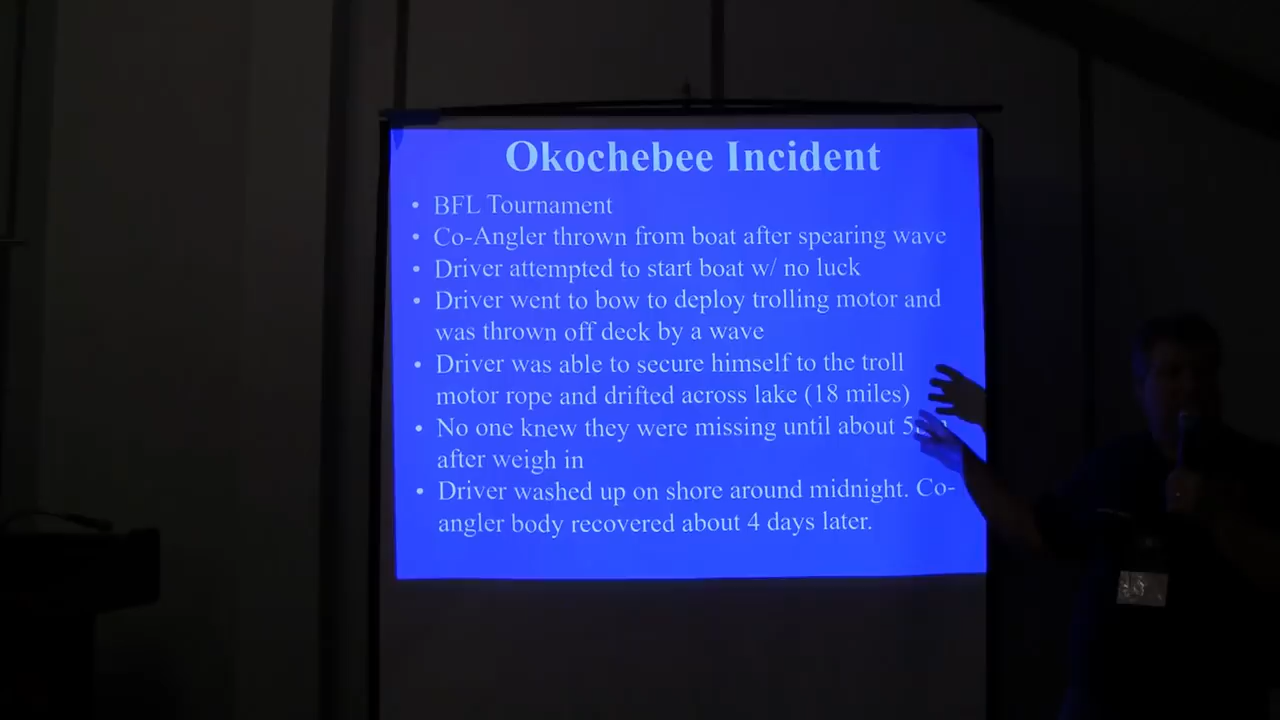 Okochebee Incident
• BFL Tournament
• Co-Angler thrown from boat after spearing wave
• Driver attempted to start boat w/ no luck
• Driver went to bow to deploy trolling motor and
was thrown off deck by a wave
• Driver was able to secure himself to the troll
motor rope and drifted across lake (18 miles)
• No one knew they were missing until about
after weigh in
• Driver washed up on shore around midnight. Co-
angler body recovered about 4 days later.